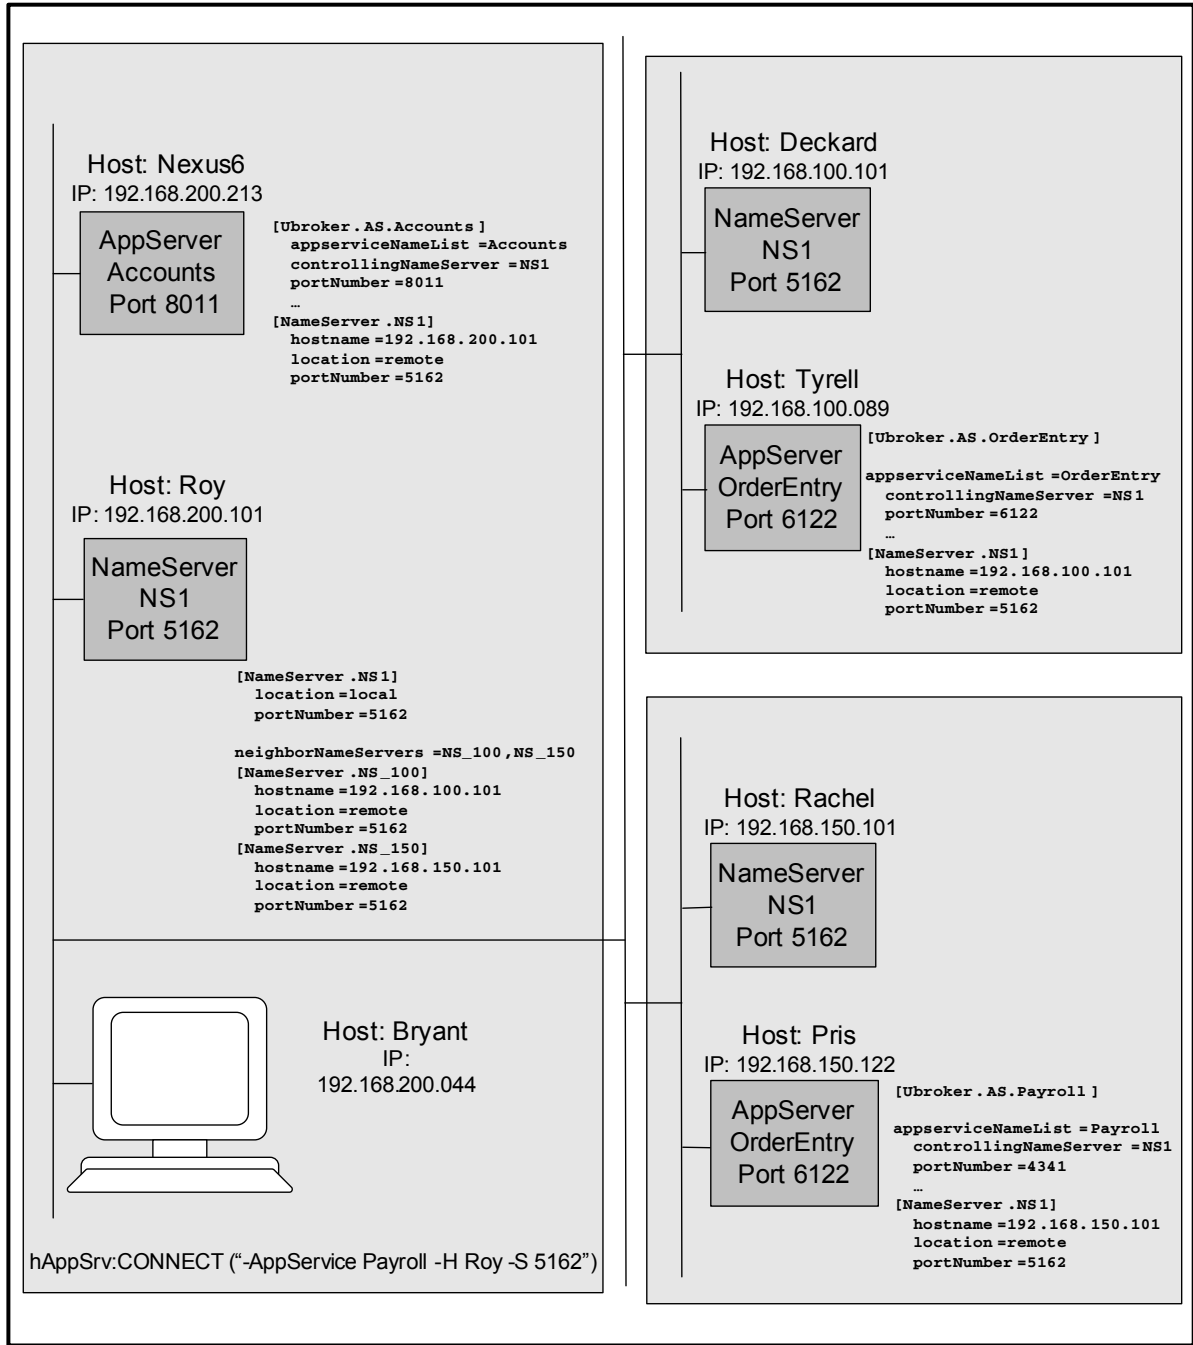 Host: Nexus6
IP: 192.168.200.213
AppServer
Accounts
Port 8011
[Ubroker.AS.Accounts]
appserviceNameList=Accounts
controllingNameServer=NS1
portNumber=8011
…
[NameServer.NS1]
hostname=192.168.200.101
location=remote
portNumber=5162
Host: Roy
IP: 192.168.200.101
NameServer
NS1
Port 5162
[NameServer.NS1]
location=local
portNumber=5162
neighborNameServers=NS_100,NS_150
[NameServer.NS_100]
hostname=192.168.100.101
location=remote
portNumber=5162
[NameServer.NS_150]
hostname=192.168.150.101
location=remote
portNumber=5162
Host: Bryant
IP:
192.168.200.044
hAppSrv:CONNECT (“-AppService Payroll -H Roy -S 5162”)
Host: Deckard
IP: 192.168.100.101
NameServer
NS1
Port 5162
Host: Tyrell
IP: 192.168.100.089
AppServer
OrderEntry
Port 6122
[Ubroker.AS.OrderEntry]
appserviceNameList=OrderEntry
controllingNameServer=NS1
portNumber=6122
…
[NameServer.NS1]
hostname=192.168.100.101
location=remote
portNumber=5162
Host: Rachel
IP: 192.168.150.101
NameServer
NS1
Port 5162
Host: Pris
IP: 192.168.150.122
AppServer
OrderEntry
Port 6122
[Ubroker.AS.Payroll]
appserviceNameList=Payroll
controllingNameServer=NS1
portNumber=4341
…
[NameServer.NS1]
hostname=192.168.150.101
location=remote
portNumber=5162